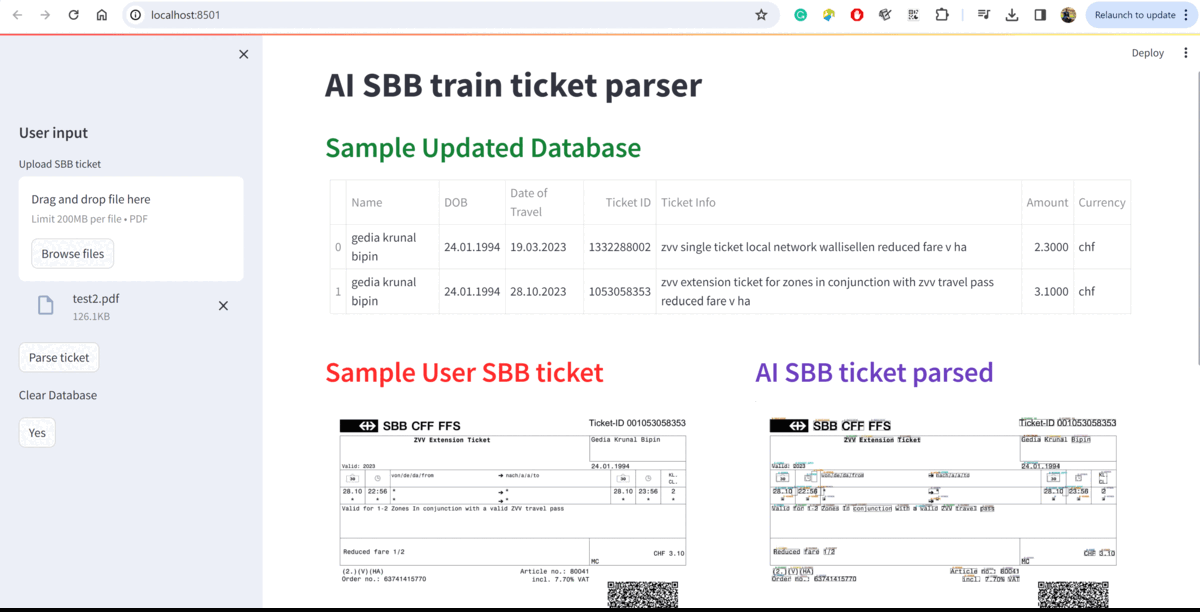 localhost:8501
Relaunch to update
Deploy
User input
Upload SBB ticket
Drag and drop file here
Limit 200MB per file • PDF
Browse files
test2.pdf
126.1KB
Parse ticket
Clear Database
Yes
AI SBB train ticket parser
Sample Updated Database
Name DOB Date of Travel Ticket ID Ticket Info Amount Currency
0 gedia krunal bipin 24.01.1994 19.03.2023 1332288002 zvv single ticket local network wallisellen reduced fare v ha 2.3000 chf
1 gedia krunal bipin 24.01.1994 28.10.2023 1053058353 zvv extension ticket for zones in conjunction with zvv travel pass reduced fare v ha 3.1000 chf
Sample User SBB ticket
SBB CFF FFS Ticket-ID 001053058353
ZVV Extension Ticket Gedia Krunal Bipin
Valid: 2023 24.01.1994
von/de/da/from → nach/a/a/to KL. CL.
28.10 22:56 * → * 28.10 23:56 2
* * * → * * * *
Valid for 1-2 Zones In conjunction with a valid ZVV travel pass
Reduced fare 1/2 MC CHF 3.10
(2.)(V)(HA) Article no.: 80041
Order no.: 63741415770 incl. 7.70% VAT
AI SBB ticket parsed
SBB CFF FFS Ticket-ID 001053058353
ZVV Extension Ticket Gedia Krunal Bipin
Valid: 2023 24.01.1994
von/de/da/from → nach/a/a/to KL. CL.
28.10 22:56 → 28.10 23:56 2
Valid for 1-2 Zones In conjunction with a valid ZVV travel pass
Reduced fare 1/2 MC CHF 3.10
(2.)(V)(HA) Article no.: 80041
Order no.: 63741415770 incl. 7.70% VAT